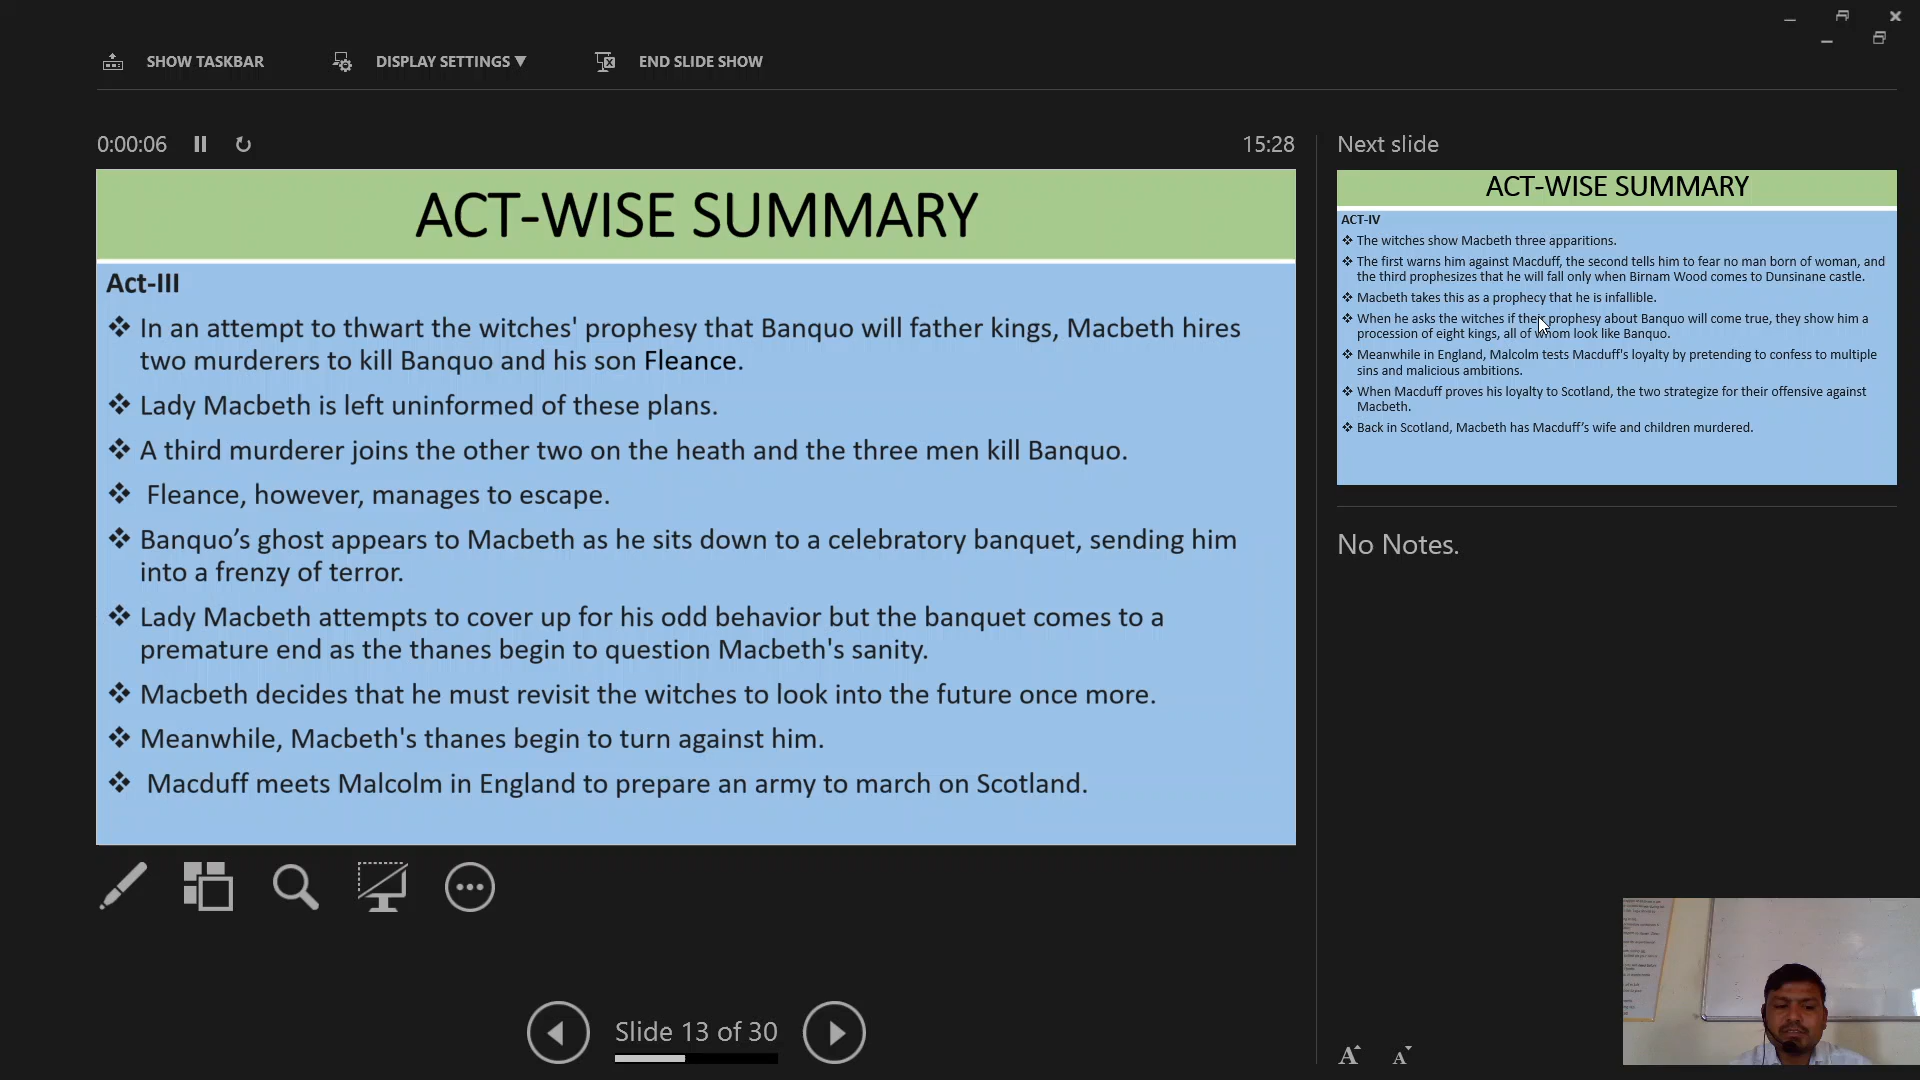 SHOW TASKBAR
DISPLAY SETTINGS ▼
END SLIDE SHOW
0:00:06
15:28
ACT-WISE SUMMARY
Act-III
❖ In an attempt to thwart the witches' prophesy that Banquo will father kings, Macbeth hires
two murderers to kill Banquo and his son Fleance.
❖ Lady Macbeth is left uninformed of these plans.
❖ A third murderer joins the other two on the heath and the three men kill Banquo.
❖ Fleance, however, manages to escape.
❖ Banquo’s ghost appears to Macbeth as he sits down to a celebratory banquet, sending him
into a frenzy of terror.
❖ Lady Macbeth attempts to cover up for his odd behavior but the banquet comes to a
premature end as the thanes begin to question Macbeth's sanity.
❖ Macbeth decides that he must revisit the witches to look into the future once more.
❖ Meanwhile, Macbeth's thanes begin to turn against him.
❖ Macduff meets Malcolm in England to prepare an army to march on Scotland.
Slide 13 of 30
Next slide
ACT-WISE SUMMARY
ACT-IV
❖ The witches show Macbeth three apparitions.
❖ The first warns him against Macduff, the second tells him to fear no man born of woman, and
the third prophesizes that he will fall only when Birnam Wood comes to Dunsinane castle.
❖ Macbeth takes this as a prophecy that he is infallible.
❖ When he asks the witches if their prophesy about Banquo will come true, they show him a
procession of eight kings, all of whom look like Banquo.
❖ Meanwhile in England, Malcolm tests Macduff's loyalty by pretending to confess to multiple
sins and malicious ambitions.
❖ When Macduff proves his loyalty to Scotland, the two strategize for their offensive against
Macbeth.
❖ Back in Scotland, Macbeth has Macduff’s wife and children murdered.
No Notes.
A A